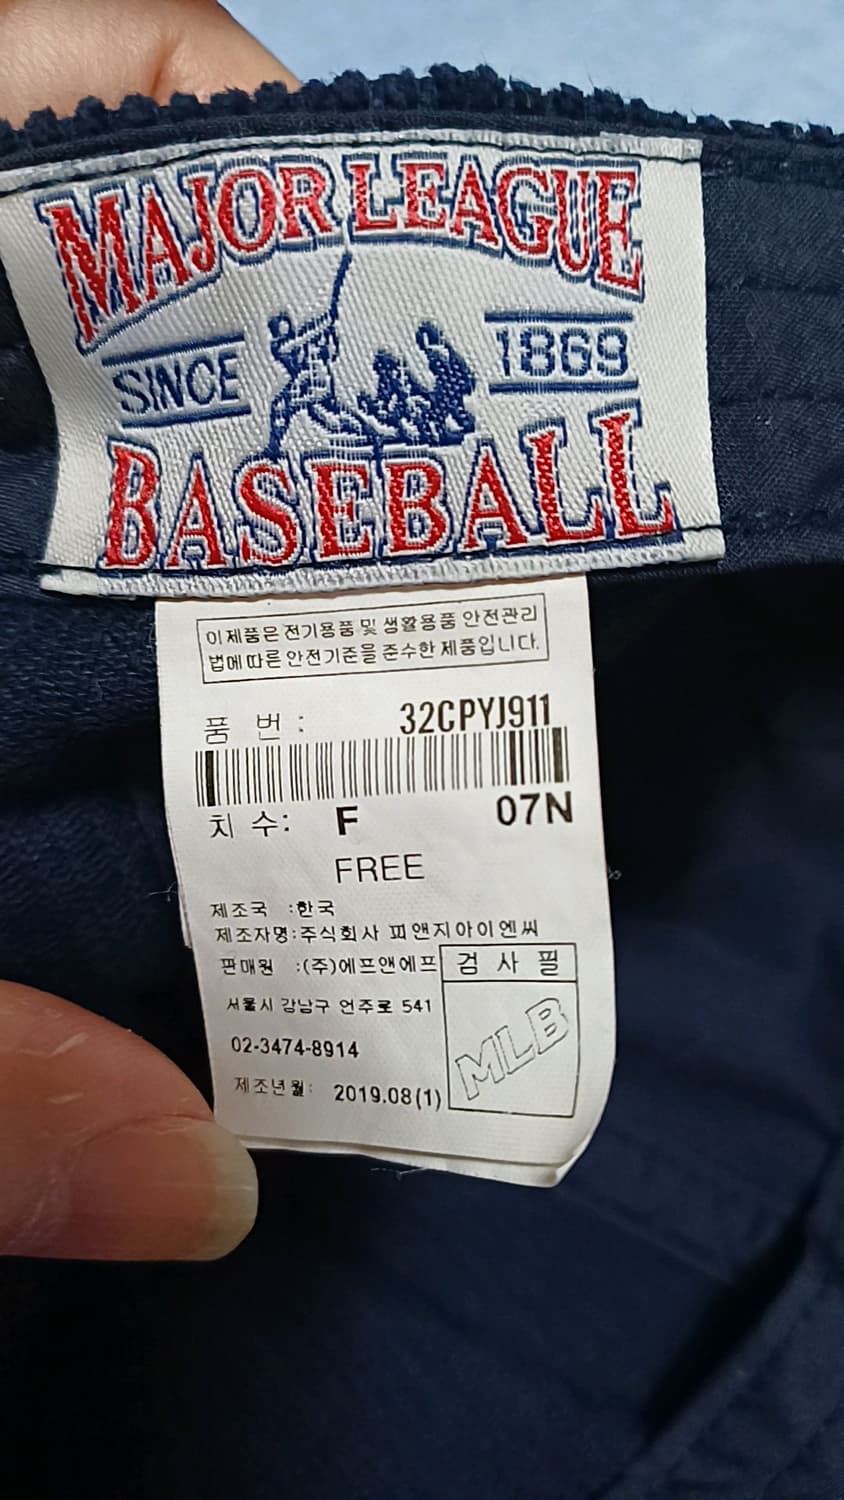 MAJOR LEAGUE
SINCE 1869
BASEBALL
이 제품은 전기용품 및 생활용품 안전관리
법에 따른 안전기준을 준수한 제품입니다.
품 번 : 32CPYJ911
치 수: F 07N
FREE
제조국 :한국
제조자명:주식회사 피앤지아이엔씨
판매원 :(주)에프앤에프
검 사 필
서울시 강남구 언주로 541
MLB
02-3474-8914
제조년월: 2019.08(1)